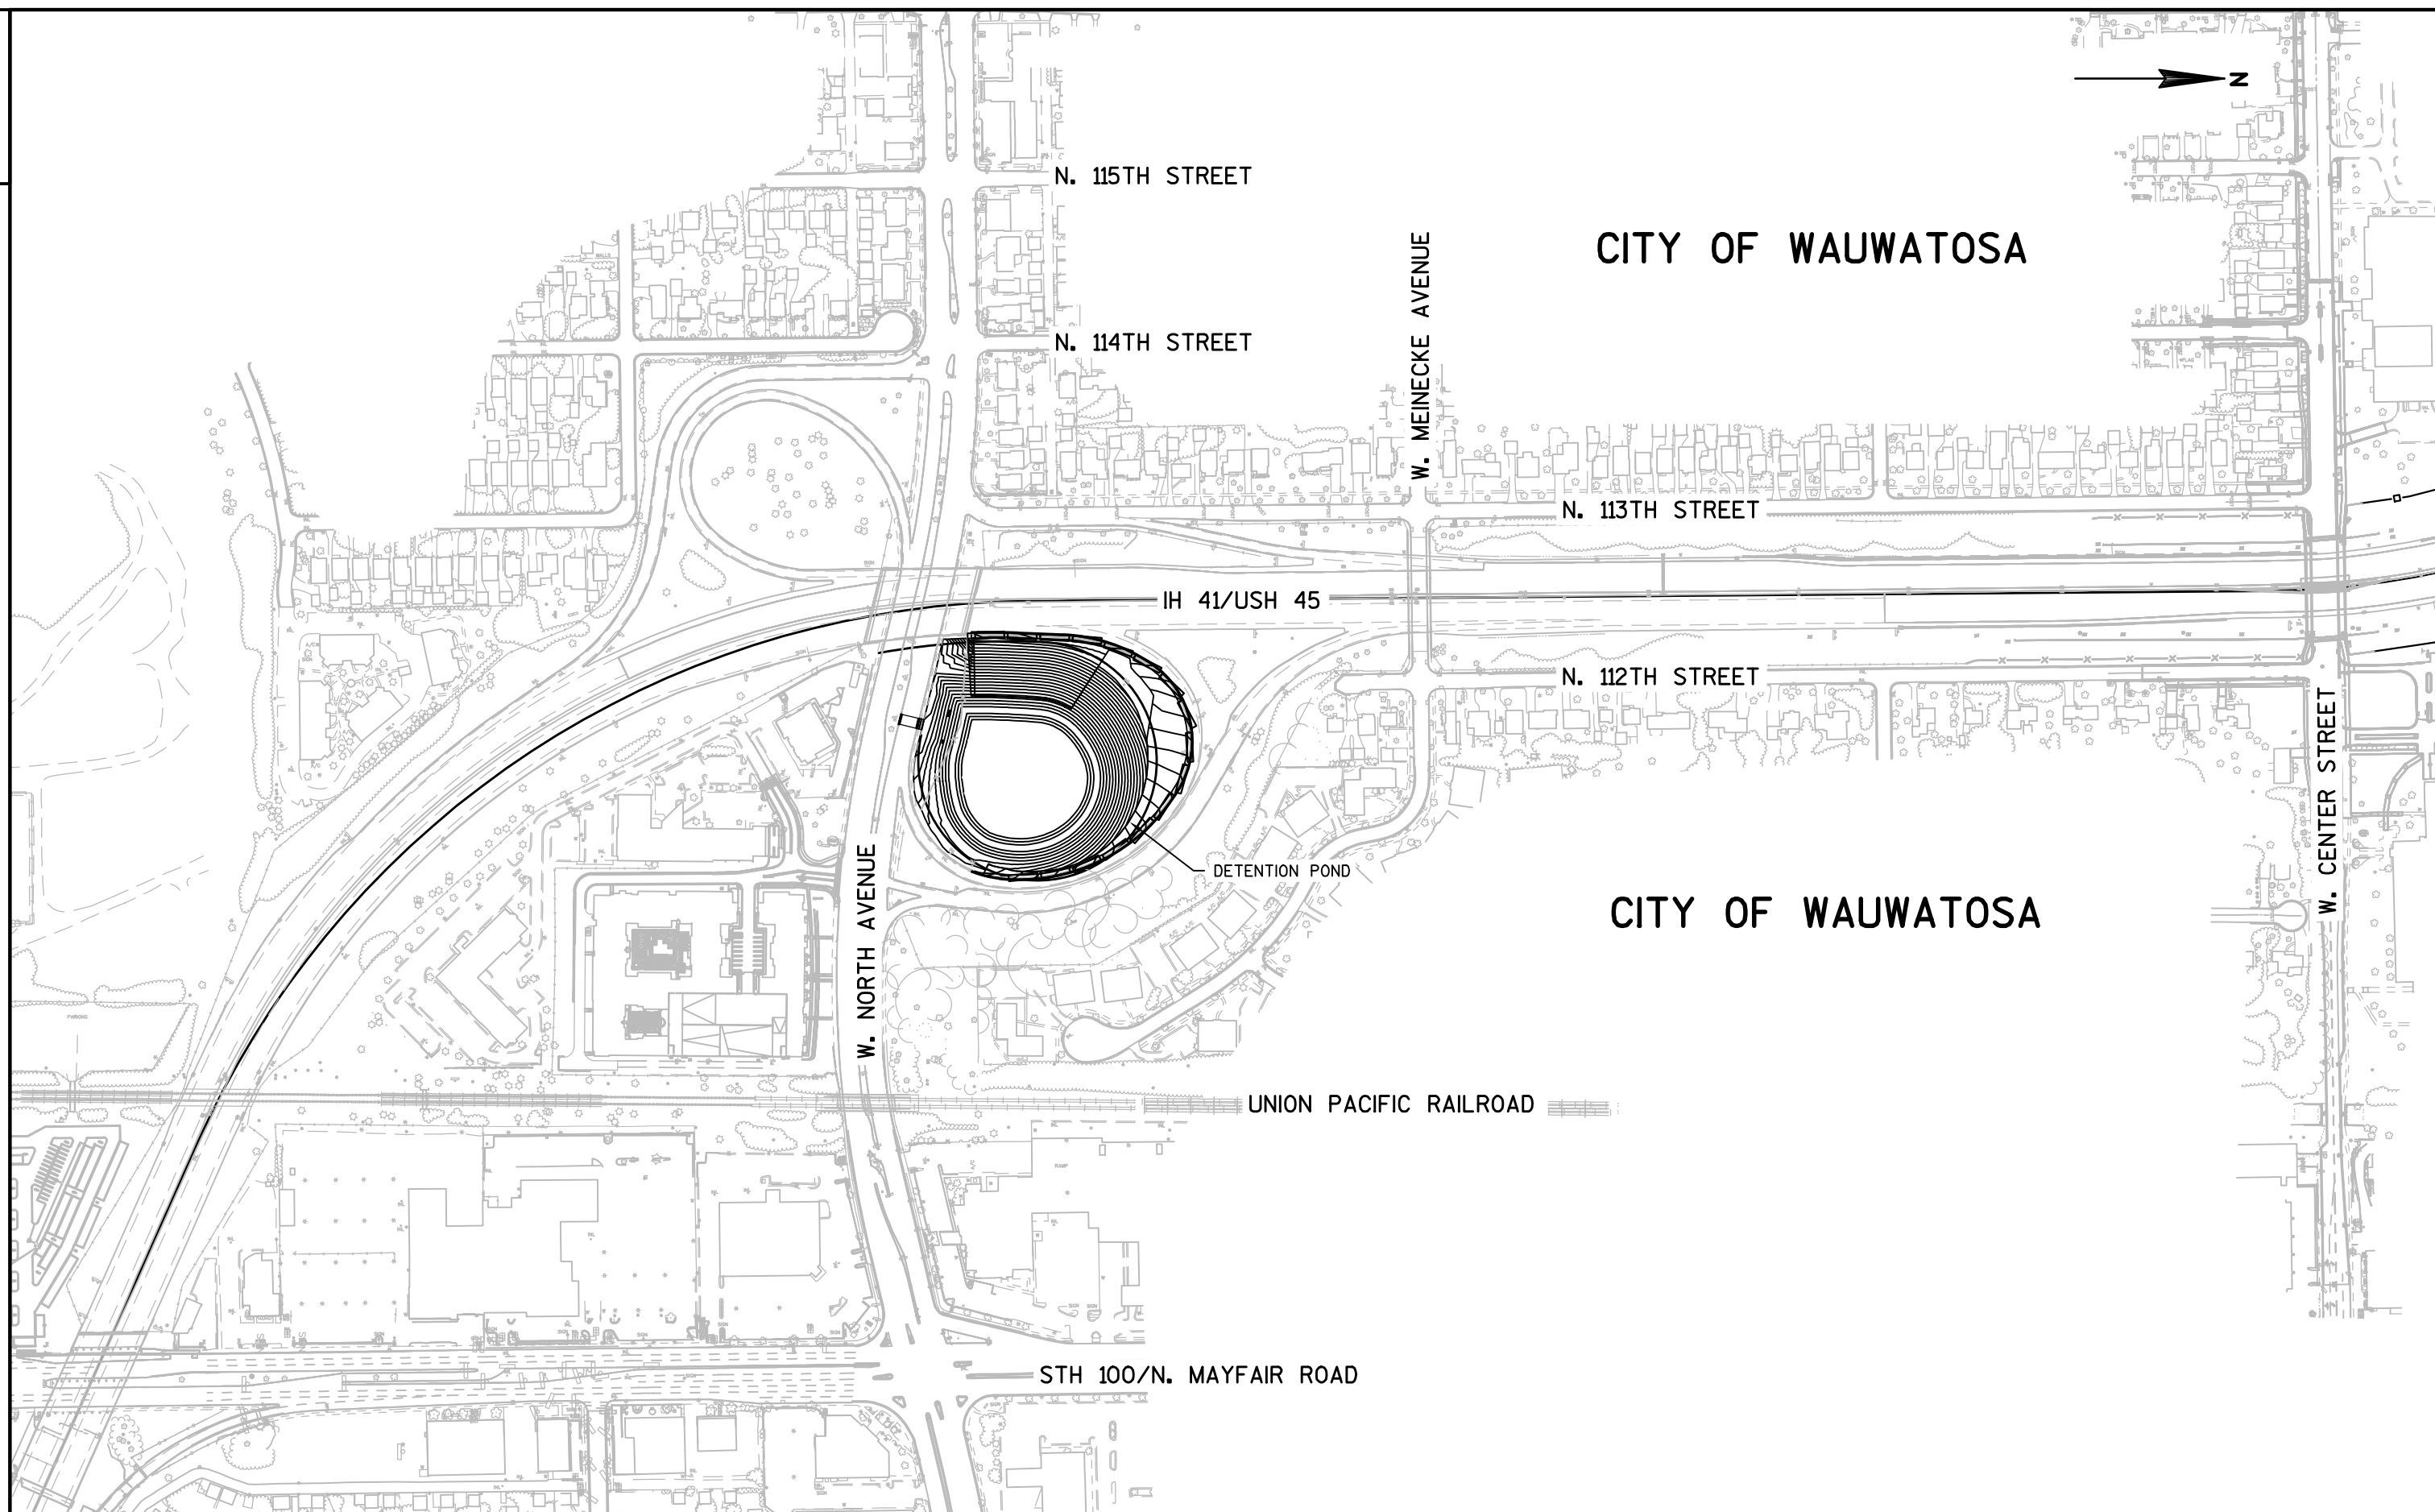 N
N. 115TH STREET
CITY OF WAUWATOSA
W. MEINECKE AVENUE
N. 114TH STREET
N. 113TH STREET
IH 41/USH 45
N. 112TH STREET
W. CENTER STREET
W. NORTH AVENUE
DETENTION POND
CITY OF WAUWATOSA
UNION PACIFIC RAILROAD
STH 100/N. MAYFAIR ROAD